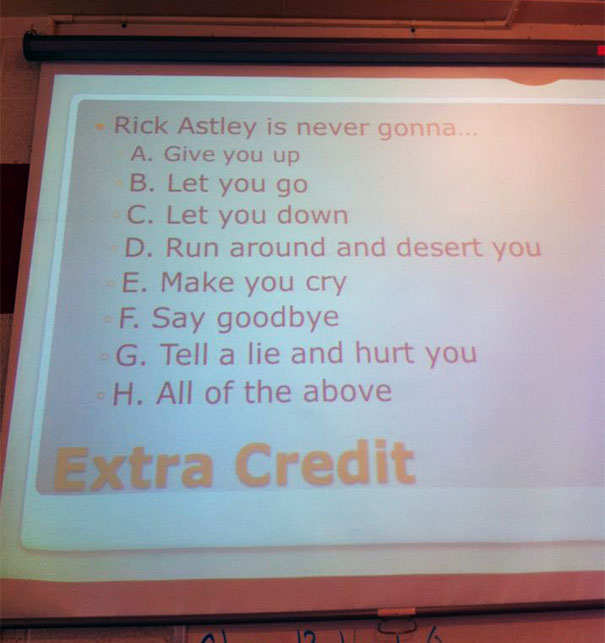 Rick Astley is never gonna...
A. Give you up
B. Let you go
C. Let you down
D. Run around and desert you
E. Make you cry
F. Say goodbye
G. Tell a lie and hurt you
H. All of the above
Extra Credit